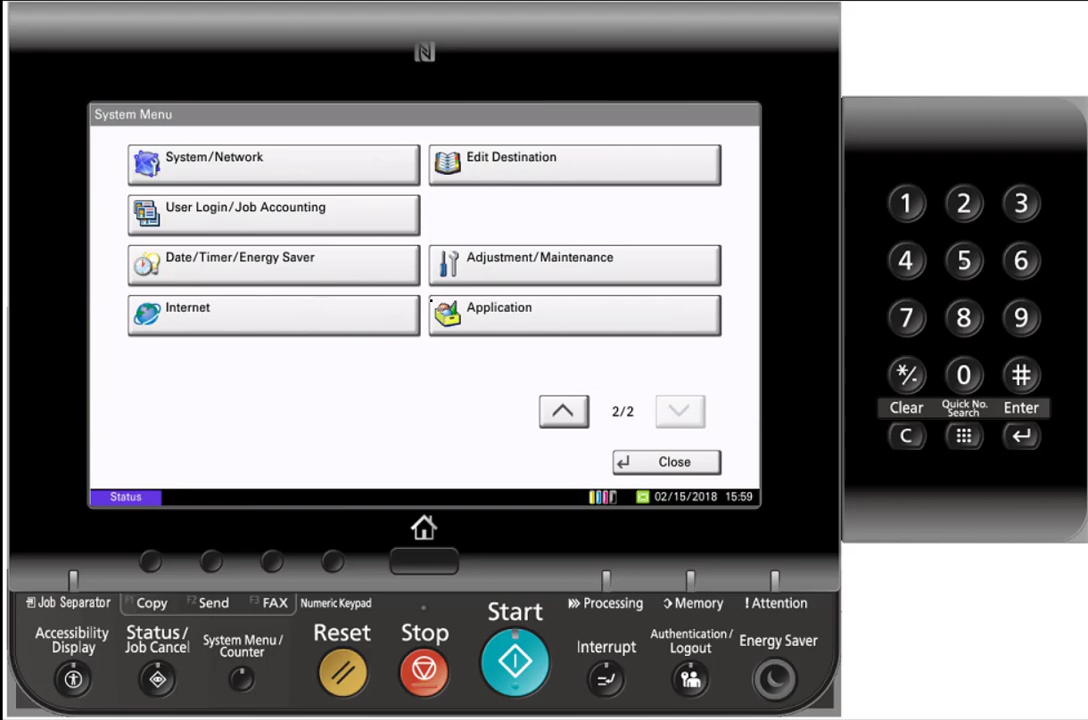 System Menu
System/Network
Edit Destination
User Login/Job Accounting
Date/Timer/Energy Saver
Adjustment/Maintenance
Internet
Application
2/2
Close
Status
02/15/2018 15:59
1 2 3
4 5 6
7 8 9
*/. 0 #
Clear
Quick No.
Search
Enter
C
Job Separator
F1 Copy
F2 Send
F3 FAX
Numeric Keypad
Processing
Memory
! Attention
Accessibility
Display
Status/
Job Cancel
System Menu/
Counter
Reset
Stop
Start
Interrupt
Authentication/
Logout
Energy Saver